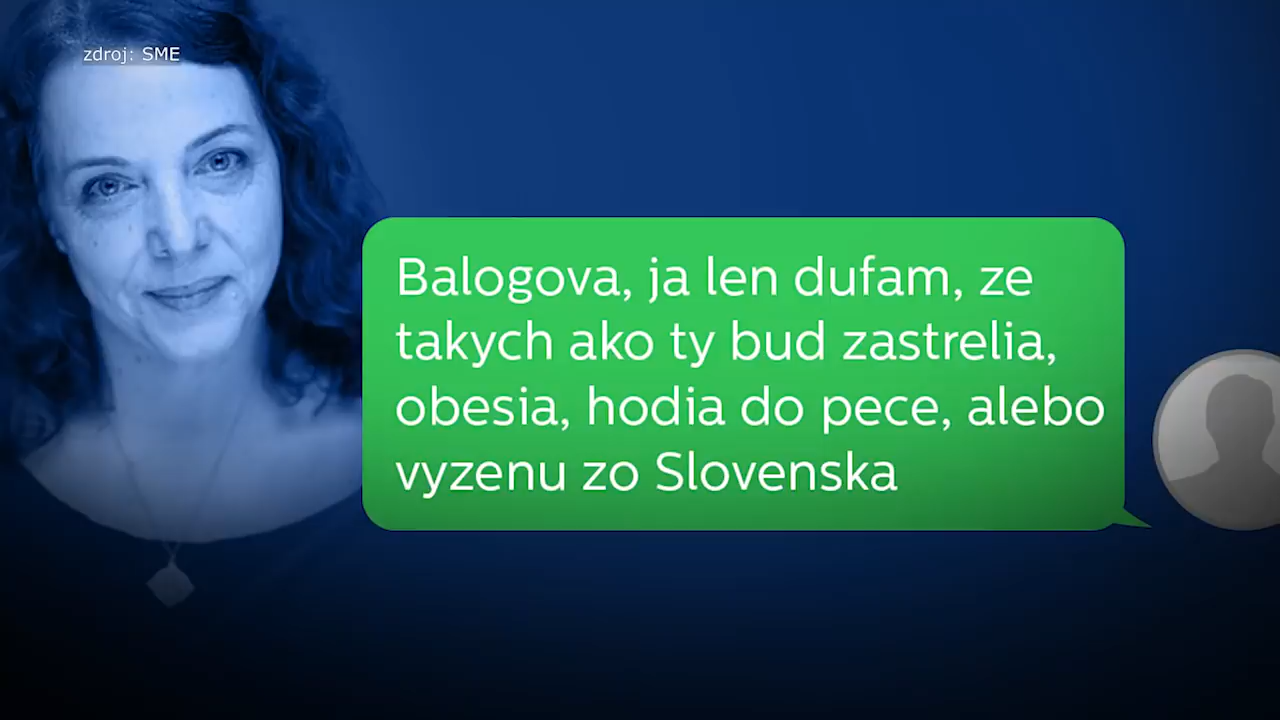 zdroj: SME
Balogova, ja len dufam, ze
takych ako ty bud zastrelia,
obesia, hodia do pece, alebo
vyzenu zo Slovenska